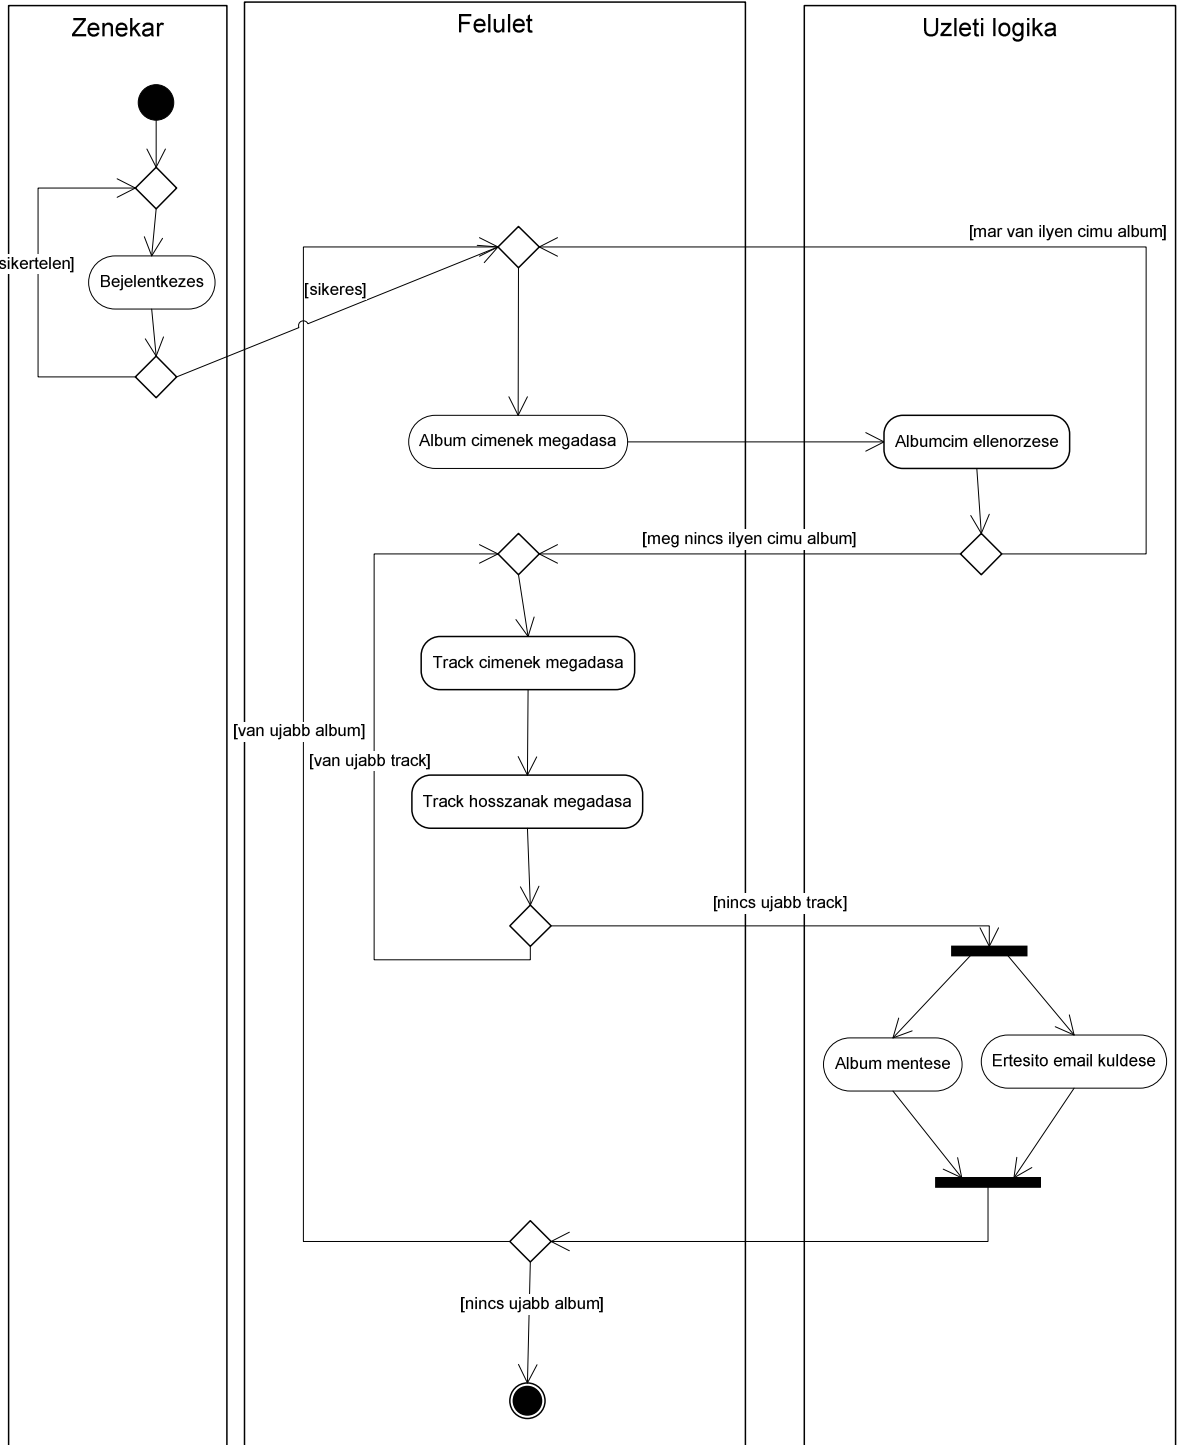 Zenekar
Felulet
Uzleti logika
[mar van ilyen cimu album]
sikertelen]
Bejelentkezes
[sikeres]
Album cimenek megadasa
Albumcim ellenorzese
[meg nincs ilyen cimu album]
Track cimenek megadasa
[van ujabb album]
[van ujabb track]
Track hosszanak megadasa
[nincs ujabb track]
Album mentese
Ertesito email kuldese
[nincs ujabb album]